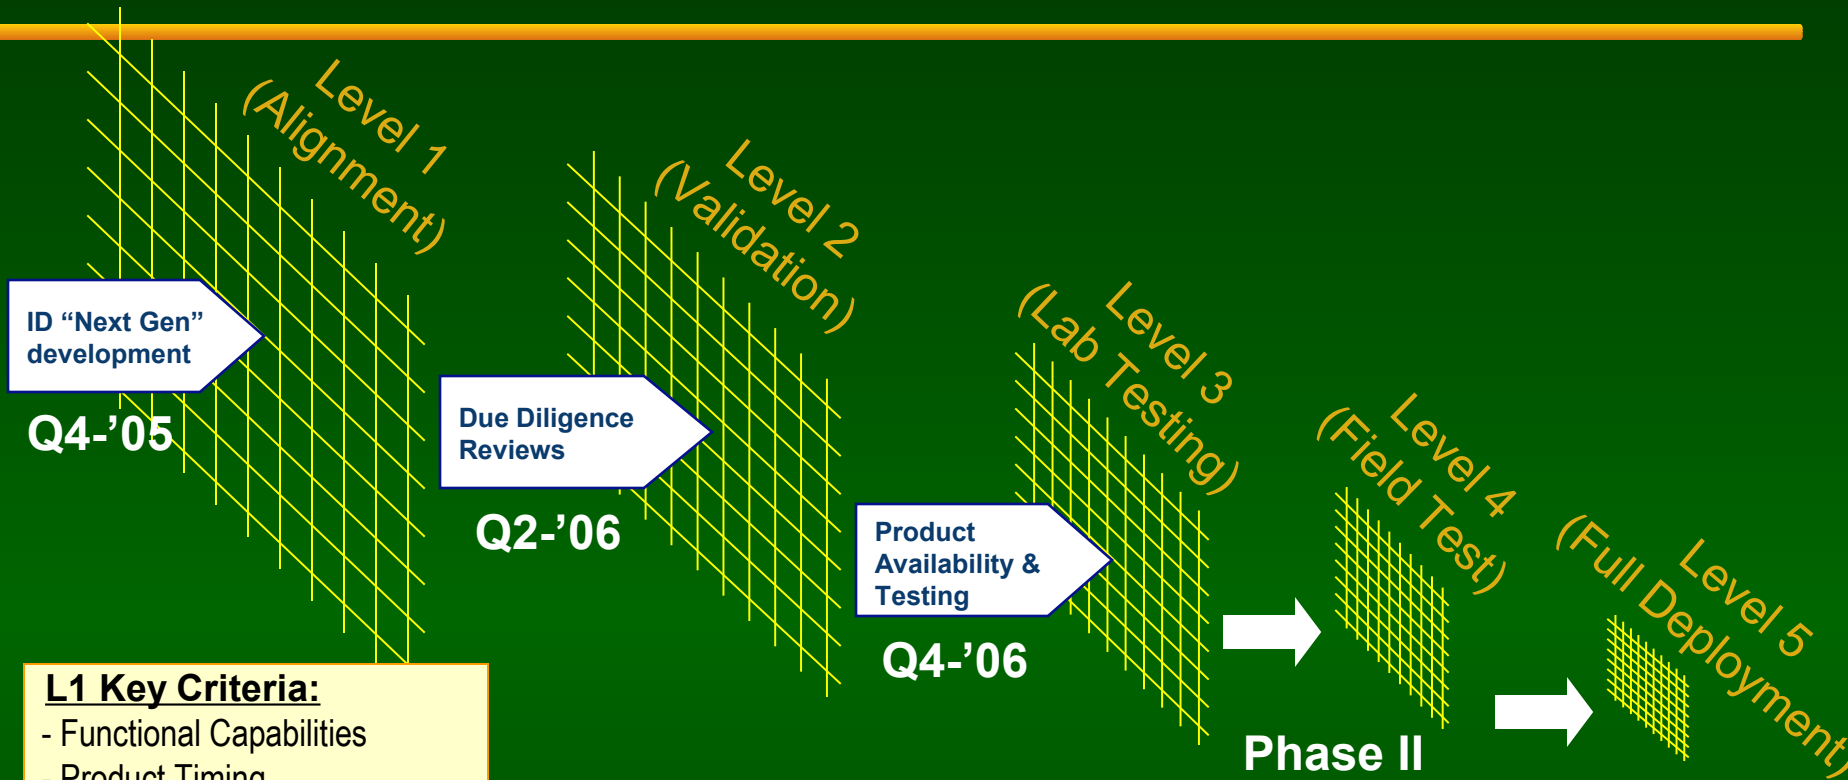 Level 1
(Alignment)
Level 2
(Validation)
Level 3
(Lab Testing)
Level 4
(Field Test)
Level 5
(Full Deployment)
ID “Next Gen”
development
Q4-’05
Due Diligence
Reviews
Q2-’06
Product
Availability &
Testing
Q4-’06
Phase II
L1 Key Criteria:
- Functional Capabilities
- Product Timing